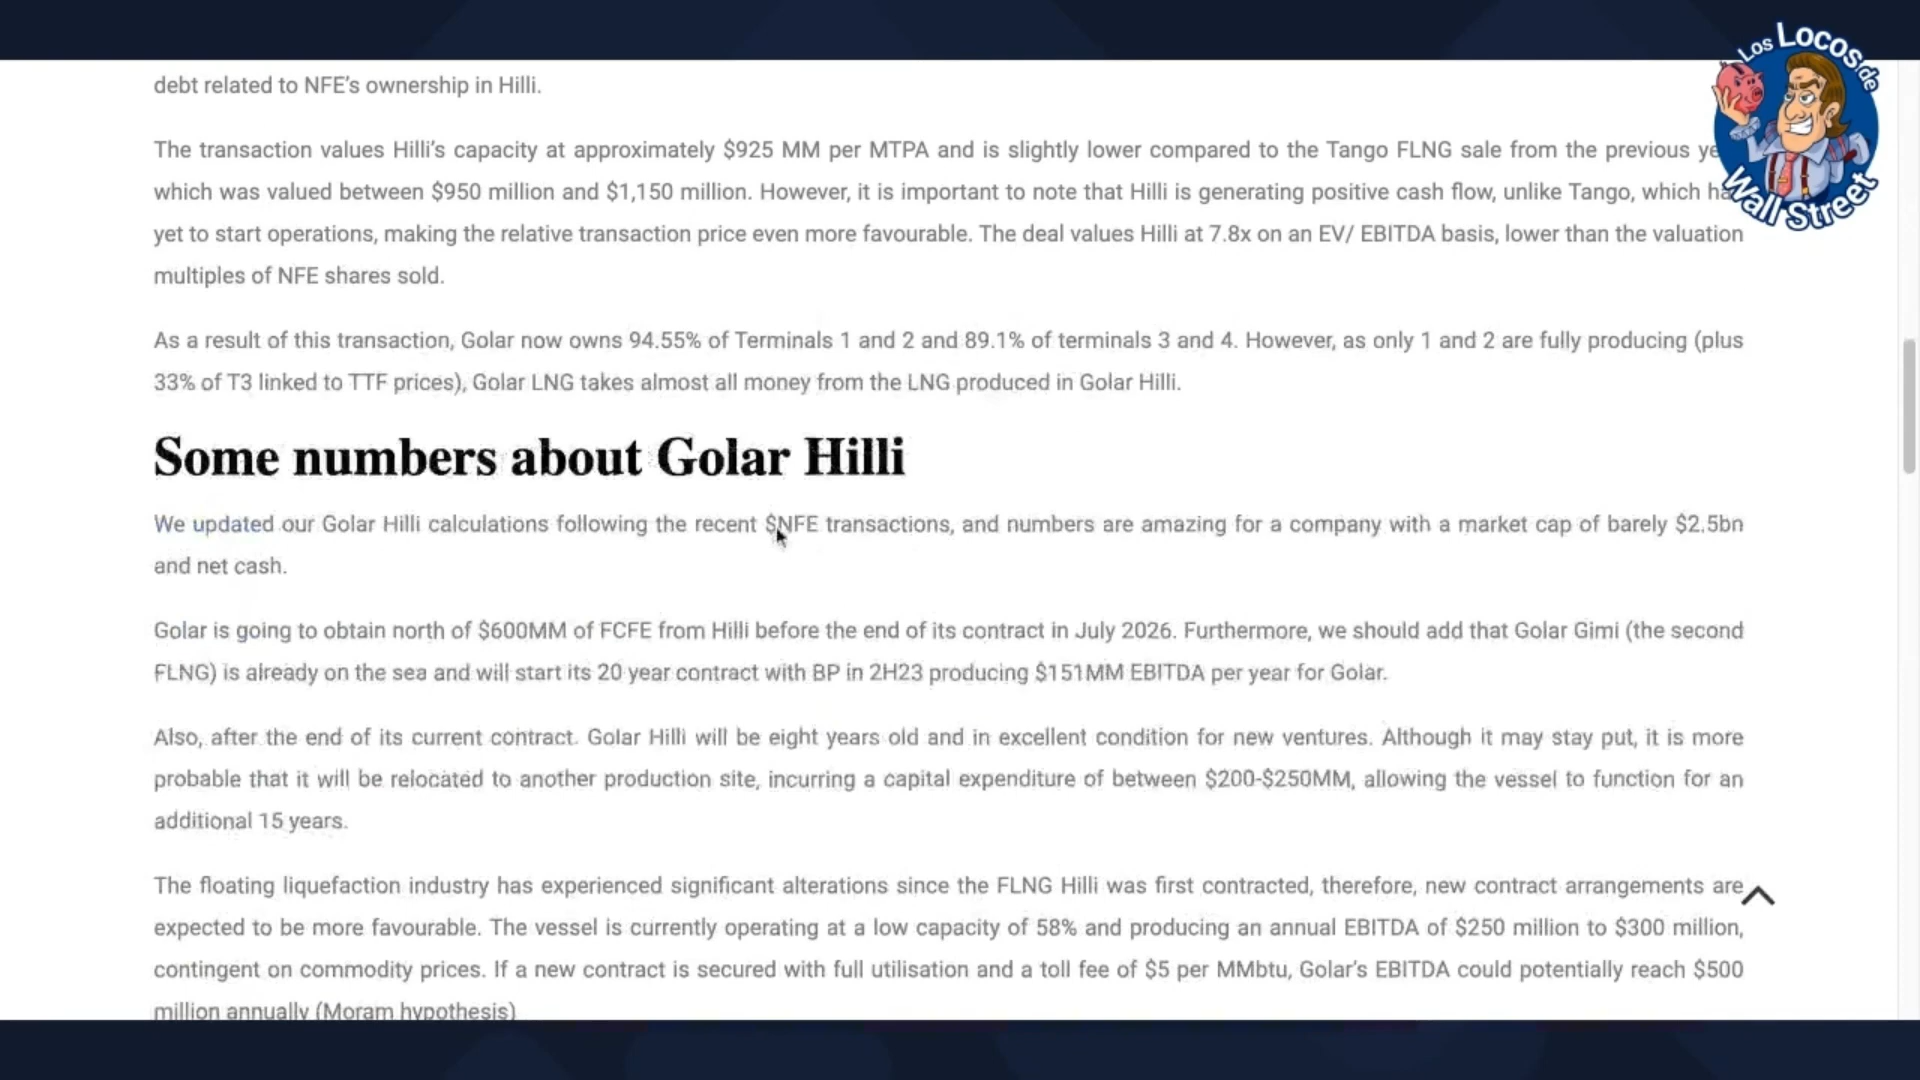 Los Locos de
Wall Street
debt related to NFE's ownership in Hilli.
The transaction values Hilli's capacity at approximately $925 MM per MTPA and is slightly lower compared to the Tango FLNG sale from the previous
which was valued between $950 million and $1,150 million. However, it is important to note that Hilli is generating positive cash flow, unlike Tango, which
yet to start operations, making the relative transaction price even more favourable. The deal values Hilli at 7.8x on an EV/ EBITDA basis, lower than the valuation
multiples of NFE shares sold.
As a result of this transaction, Golar now owns 94.55% of Terminals 1 and 2 and 89.1% of terminals 3 and 4. However, as only 1 and 2 are fully producing (plus
33% of T3 linked to TTF prices), Golar LNG takes almost all money from the LNG produced in Golar Hilli.
Some numbers about Golar Hilli
We updated our Golar Hilli calculations following the recent $NFE transactions, and numbers are amazing for a company with a market cap of barely $2.5bn
and net cash.
Golar is going to obtain north of $600MM of FCFE from Hilli before the end of its contract in July 2026. Furthermore, we should add that Golar Gimi (the second
FLNG) is already on the sea and will start its 20 year contract with BP in 2H23 producing $151MM EBITDA per year for Golar.
Also, after the end of its current contract. Golar Hilli will be eight years old and in excellent condition for new ventures. Although it may stay put, it is more
probable that it will be relocated to another production site, incurring a capital expenditure of between $200-$250MM, allowing the vessel to function for an
additional 15 years.
The floating liquefaction industry has experienced significant alterations since the FLNG Hilli was first contracted, therefore, new contract arrangements are
expected to be more favourable. The vessel is currently operating at a low capacity of 58% and producing an annual EBITDA of $250 million to $300 million,
contingent on commodity prices. If a new contract is secured with full utilisation and a toll fee of $5 per MMbtu, Golar's EBITDA could potentially reach $500
million annually (Moram hypothesis)